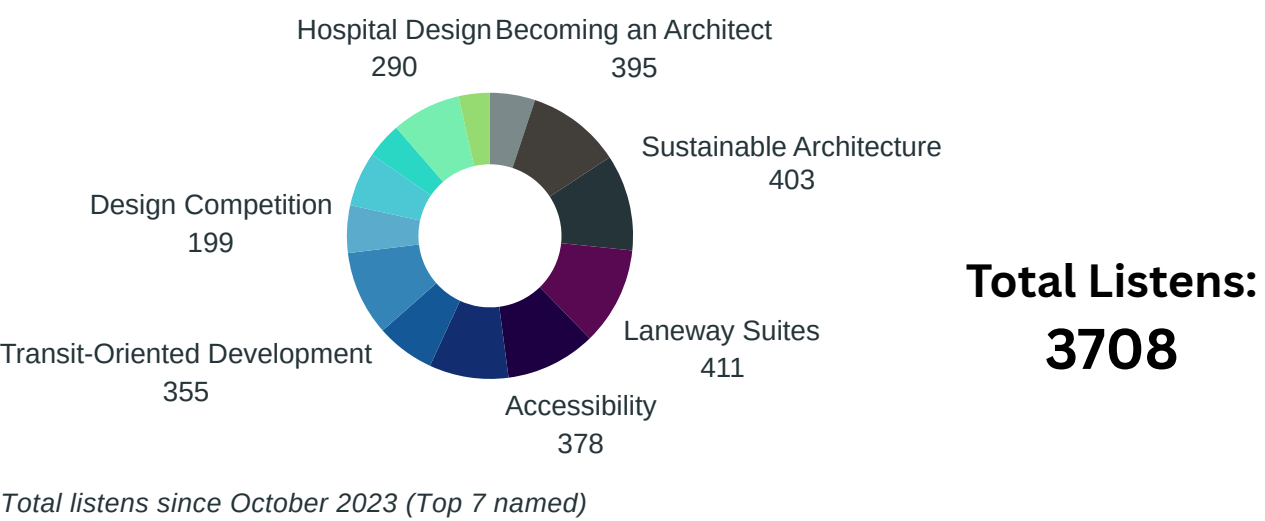 Hospital Design
290
Becoming an Architect
395
Sustainable Architecture
403
Design Competition
199
Total Listens:
3708
Laneway Suites
411
Transit-Oriented Development
355
Accessibility
378
Total listens since October 2023 (Top 7 named)